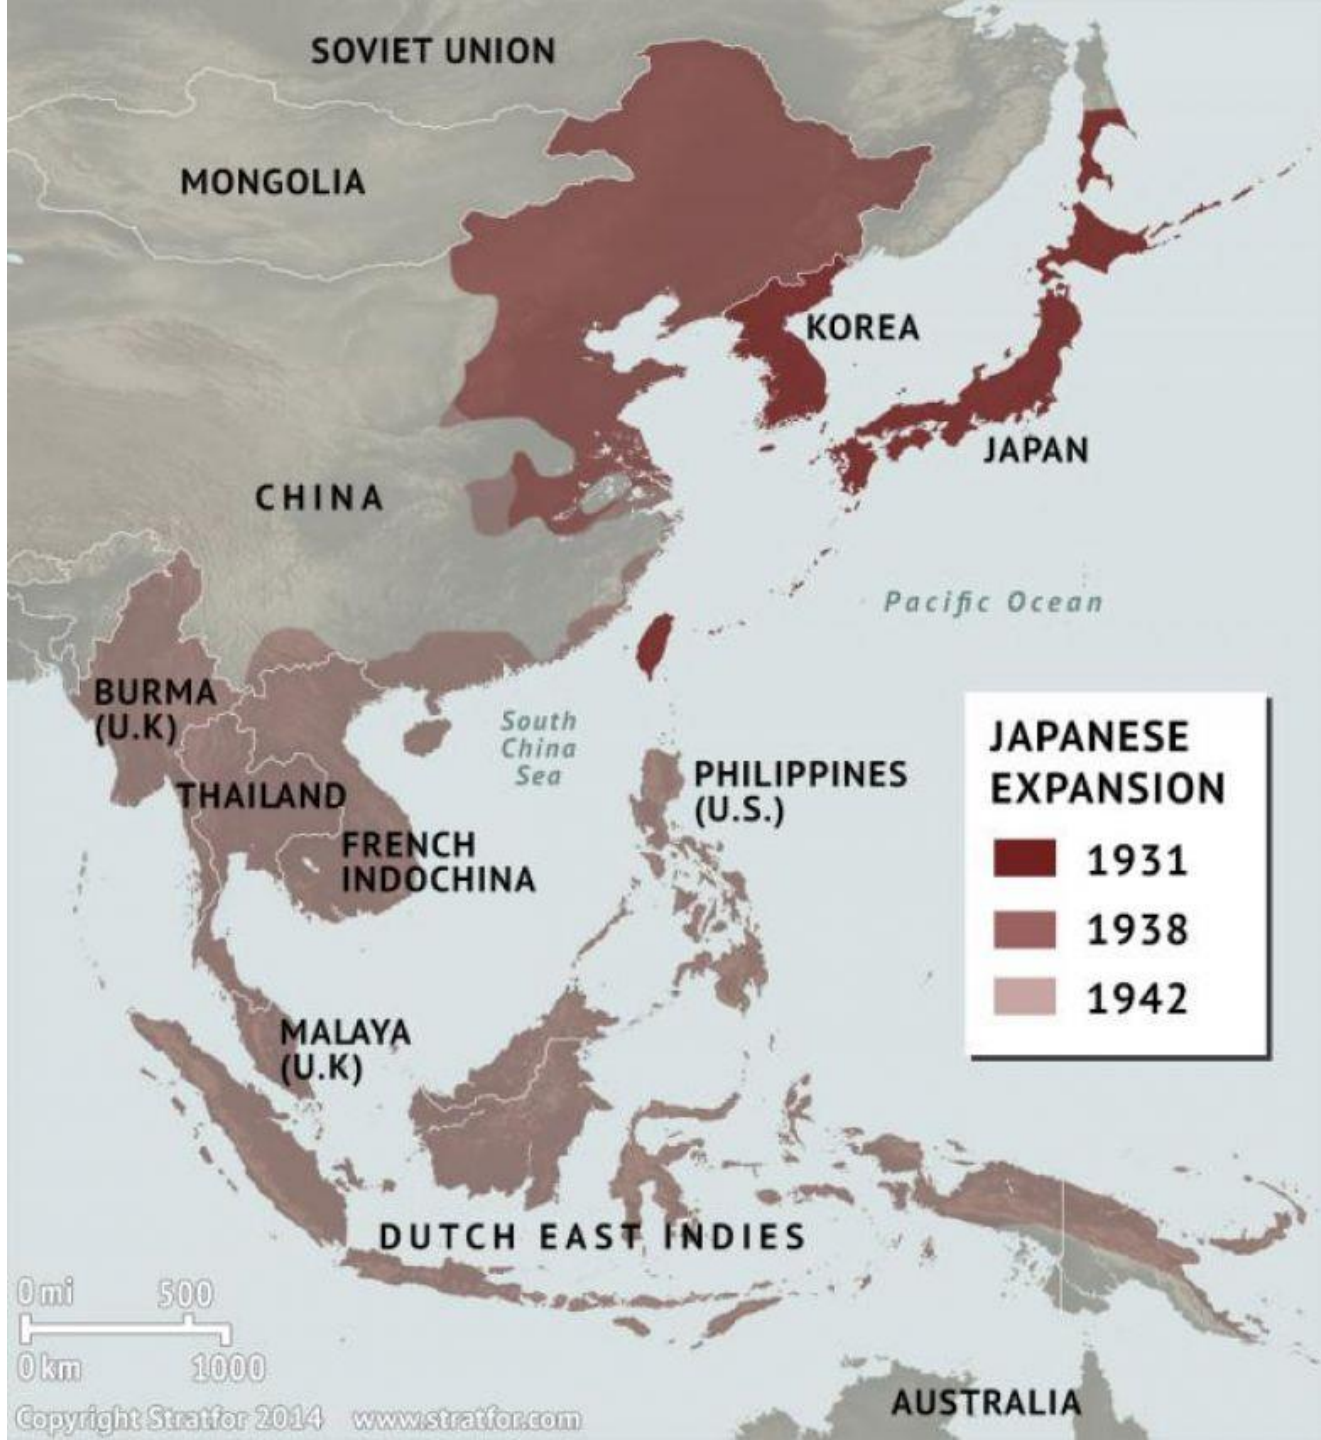 SOVIET UNION
MONGOLIA
KOREA
JAPAN
CHINA
Pacific Ocean
BURMA
(U.K)
South
China
Sea
THAILAND
PHILIPPINES
(U.S.)
FRENCH
INDOCHINA
JAPANESE
EXPANSION
1931
1938
1942
MALAYA
(U.K)
DUTCH EAST INDIES
0 mi 500
0 km 1000
AUSTRALIA
Copyright Stratfor 2014 www.stratfor.com